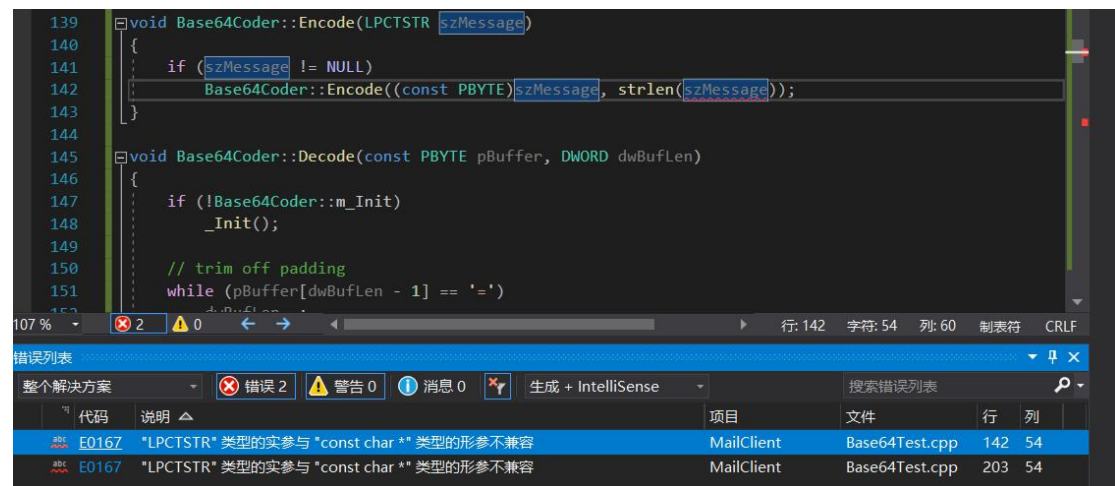 139 void Base64Coder::Encode(LPCTSTR szMessage)
140 {
141 if (szMessage != NULL)
142 Base64Coder::Encode((const PBYTE)szMessage, strlen(szMessage));
143 }
144
145 void Base64Coder::Decode(const PBYTE pBuffer, DWORD dwBufLen)
146 {
147 if (!Base64Coder::m_Init)
148 _Init();
149
150 // trim off padding
151 while (pBuffer[dwBufLen - 1] == '=')
107 % 2 0 行: 142 字符: 54 列: 60 制表符 CRLF
错误列表
整个解决方案 错误 2 警告 0 消息 0 生成 + IntelliSense 搜索错误列表
代码 说明 项目 文件 行 列
abc E0167 "LPCTSTR" 类型的实参与 "const char *" 类型的形参不兼容 MailClient Base64Test.cpp 142 54
abc E0167 "LPCTSTR" 类型的实参与 "const char *" 类型的形参不兼容 MailClient Base64Test.cpp 203 54